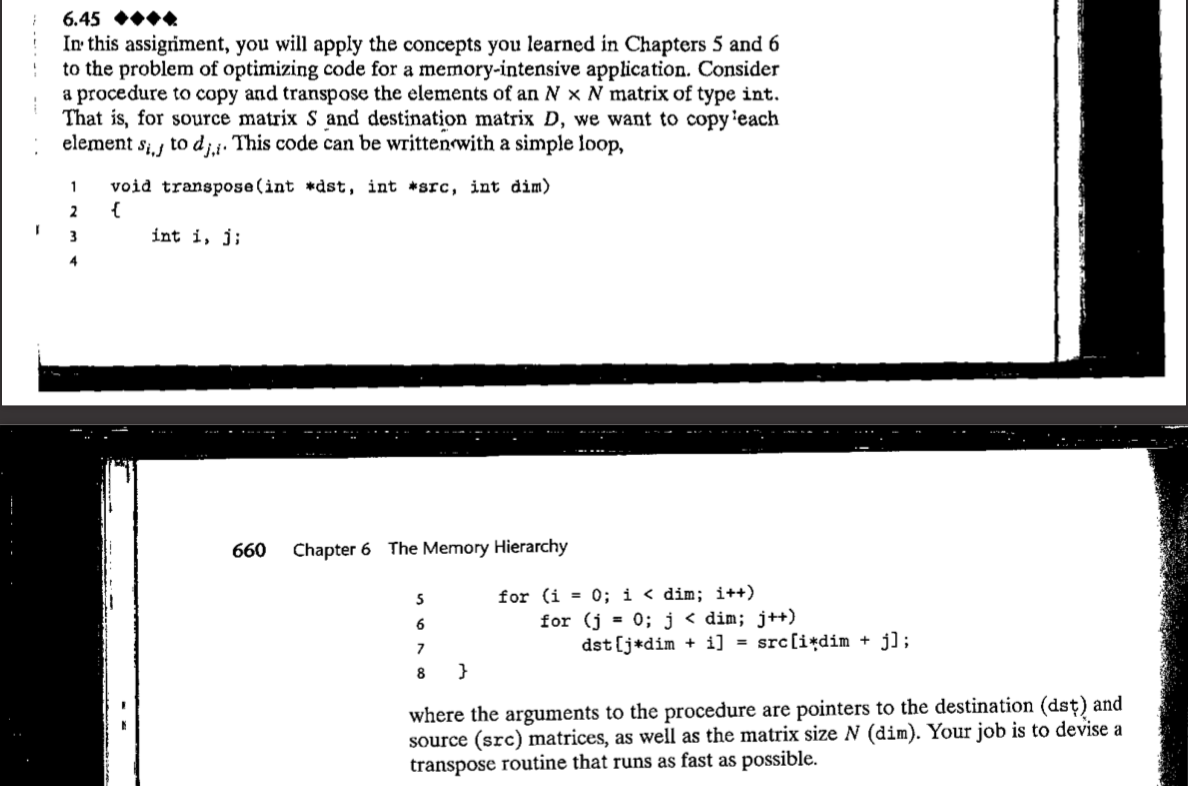 6.45 ◆◆◆◆
In this assignment, you will apply the concepts you learned in Chapters 5 and 6
to the problem of optimizing code for a memory-intensive application. Consider
a procedure to copy and transpose the elements of an N × N matrix of type int.
That is, for source matrix S and destination matrix D, we want to copy each
element s_{i,j} to d_{j,i}. This code can be written with a simple loop,
1 void transpose(int *dst, int *src, int dim)
2 {
3 int i, j;
4
660 Chapter 6 The Memory Hierarchy
5 for (i = 0; i < dim; i++)
6 for (j = 0; j < dim; j++)
7 dst[j*dim + i] = src[i*dim + j];
8 }
where the arguments to the procedure are pointers to the destination (dst) and
source (src) matrices, as well as the matrix size N (dim). Your job is to devise a
transpose routine that runs as fast as possible.